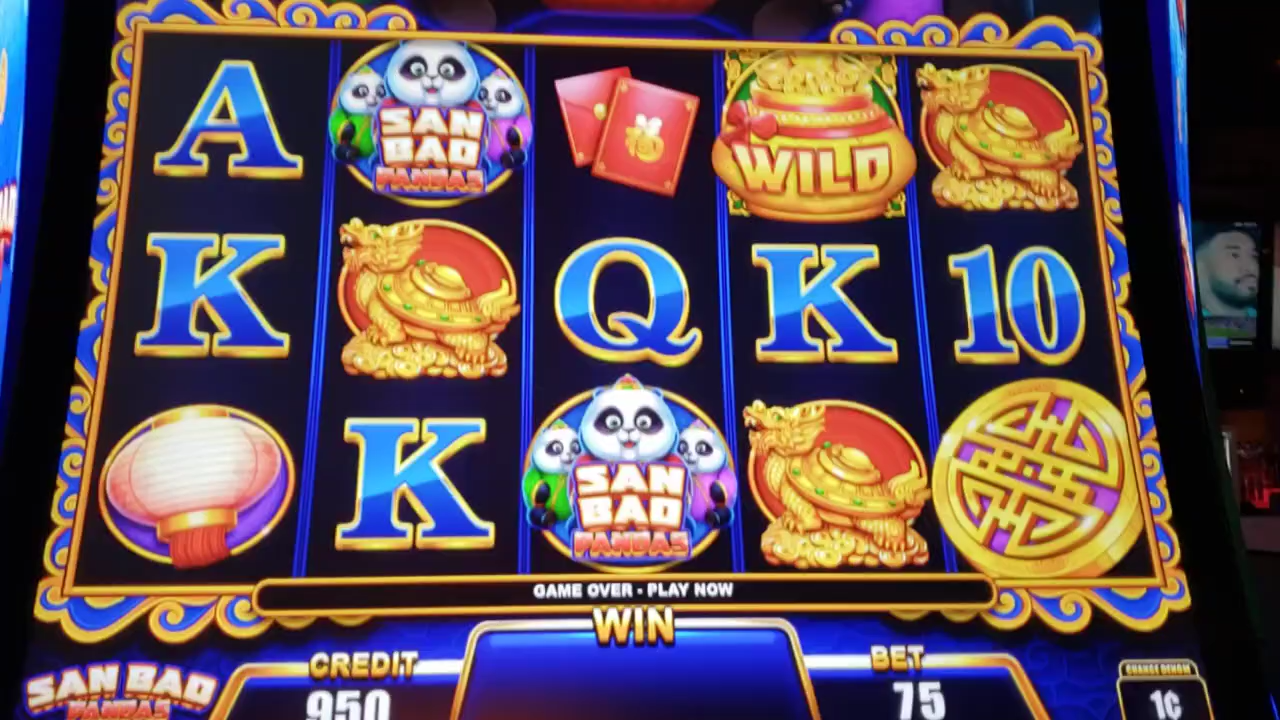 A
SAN
BAO
PANDAS
WILD
K
Q
K
10
K
SAN
BAO
PANDAS
GAME OVER - PLAY NOW
WIN
CREDIT
950
BET
75
SAN BAO
PANDAS
CHANGE DENOM
1¢